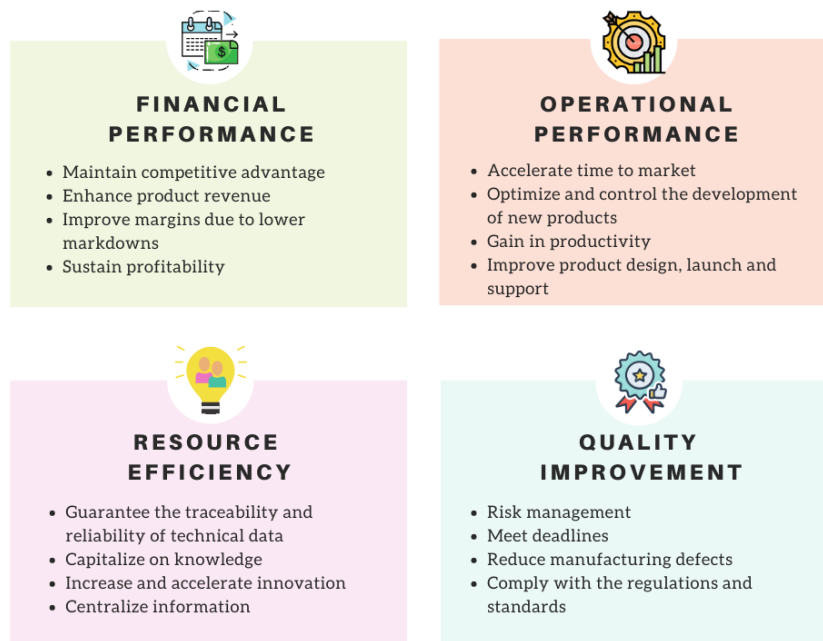 FINANCIAL
PERFORMANCE
• Maintain competitive advantage
• Enhance product revenue
• Improve margins due to lower
markdowns
• Sustain profitability
OPERATIONAL
PERFORMANCE
• Accelerate time to market
• Optimize and control the development
of new products
• Gain in productivity
• Improve product design, launch and
support
RESOURCE
EFFICIENCY
• Guarantee the traceability and
reliability of technical data
• Capitalize on knowledge
• Increase and accelerate innovation
• Centralize information
QUALITY
IMPROVEMENT
• Risk management
• Meet deadlines
• Reduce manufacturing defects
• Comply with the regulations and
standards